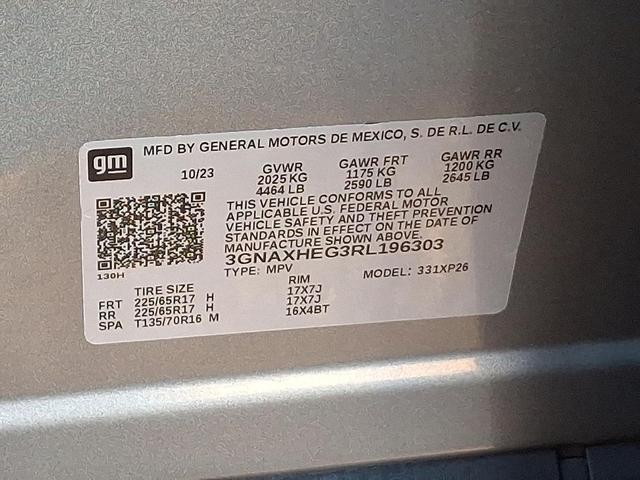 gm
MFD BY GENERAL MOTORS DE MEXICO, S. DE R.L. DE C.V.
10/23 GVWR GAWR FRT GAWR RR
2025 KG 1175 KG 1200 KG
4464 LB 2590 LB 2645 LB
THIS VEHICLE CONFORMS TO ALL
APPLICABLE U.S. FEDERAL MOTOR
VEHICLE SAFETY AND THEFT PREVENTION
STANDARDS IN EFFECT ON THE DATE OF
MANUFACTURE SHOWN ABOVE.
3GNAXHEG3RL196303
130H
TYPE: MPV MODEL: 331XP26
TIRE SIZE RIM
FRT 225/65R17 H 17X7J
RR 225/65R17 H 17X7J
SPA T135/70R16 M 16X4BT